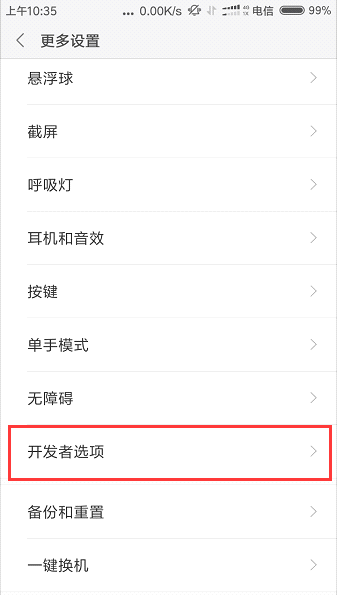 上午10:35 ... 0.00K/s 4G 1X 电信 99%
更多设置
悬浮球
截屏
呼吸灯
耳机和音效
按键
单手模式
无障碍
开发者选项
备份和重置
一键换机